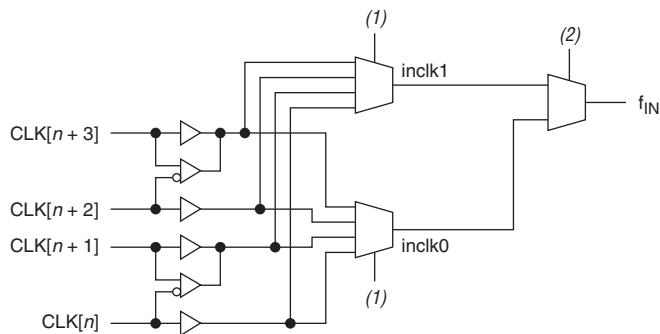 (1)
(2)
inclk1
f_IN
CLK[n + 3]
CLK[n + 2]
CLK[n + 1]
inclk0
(1)
CLK[n]